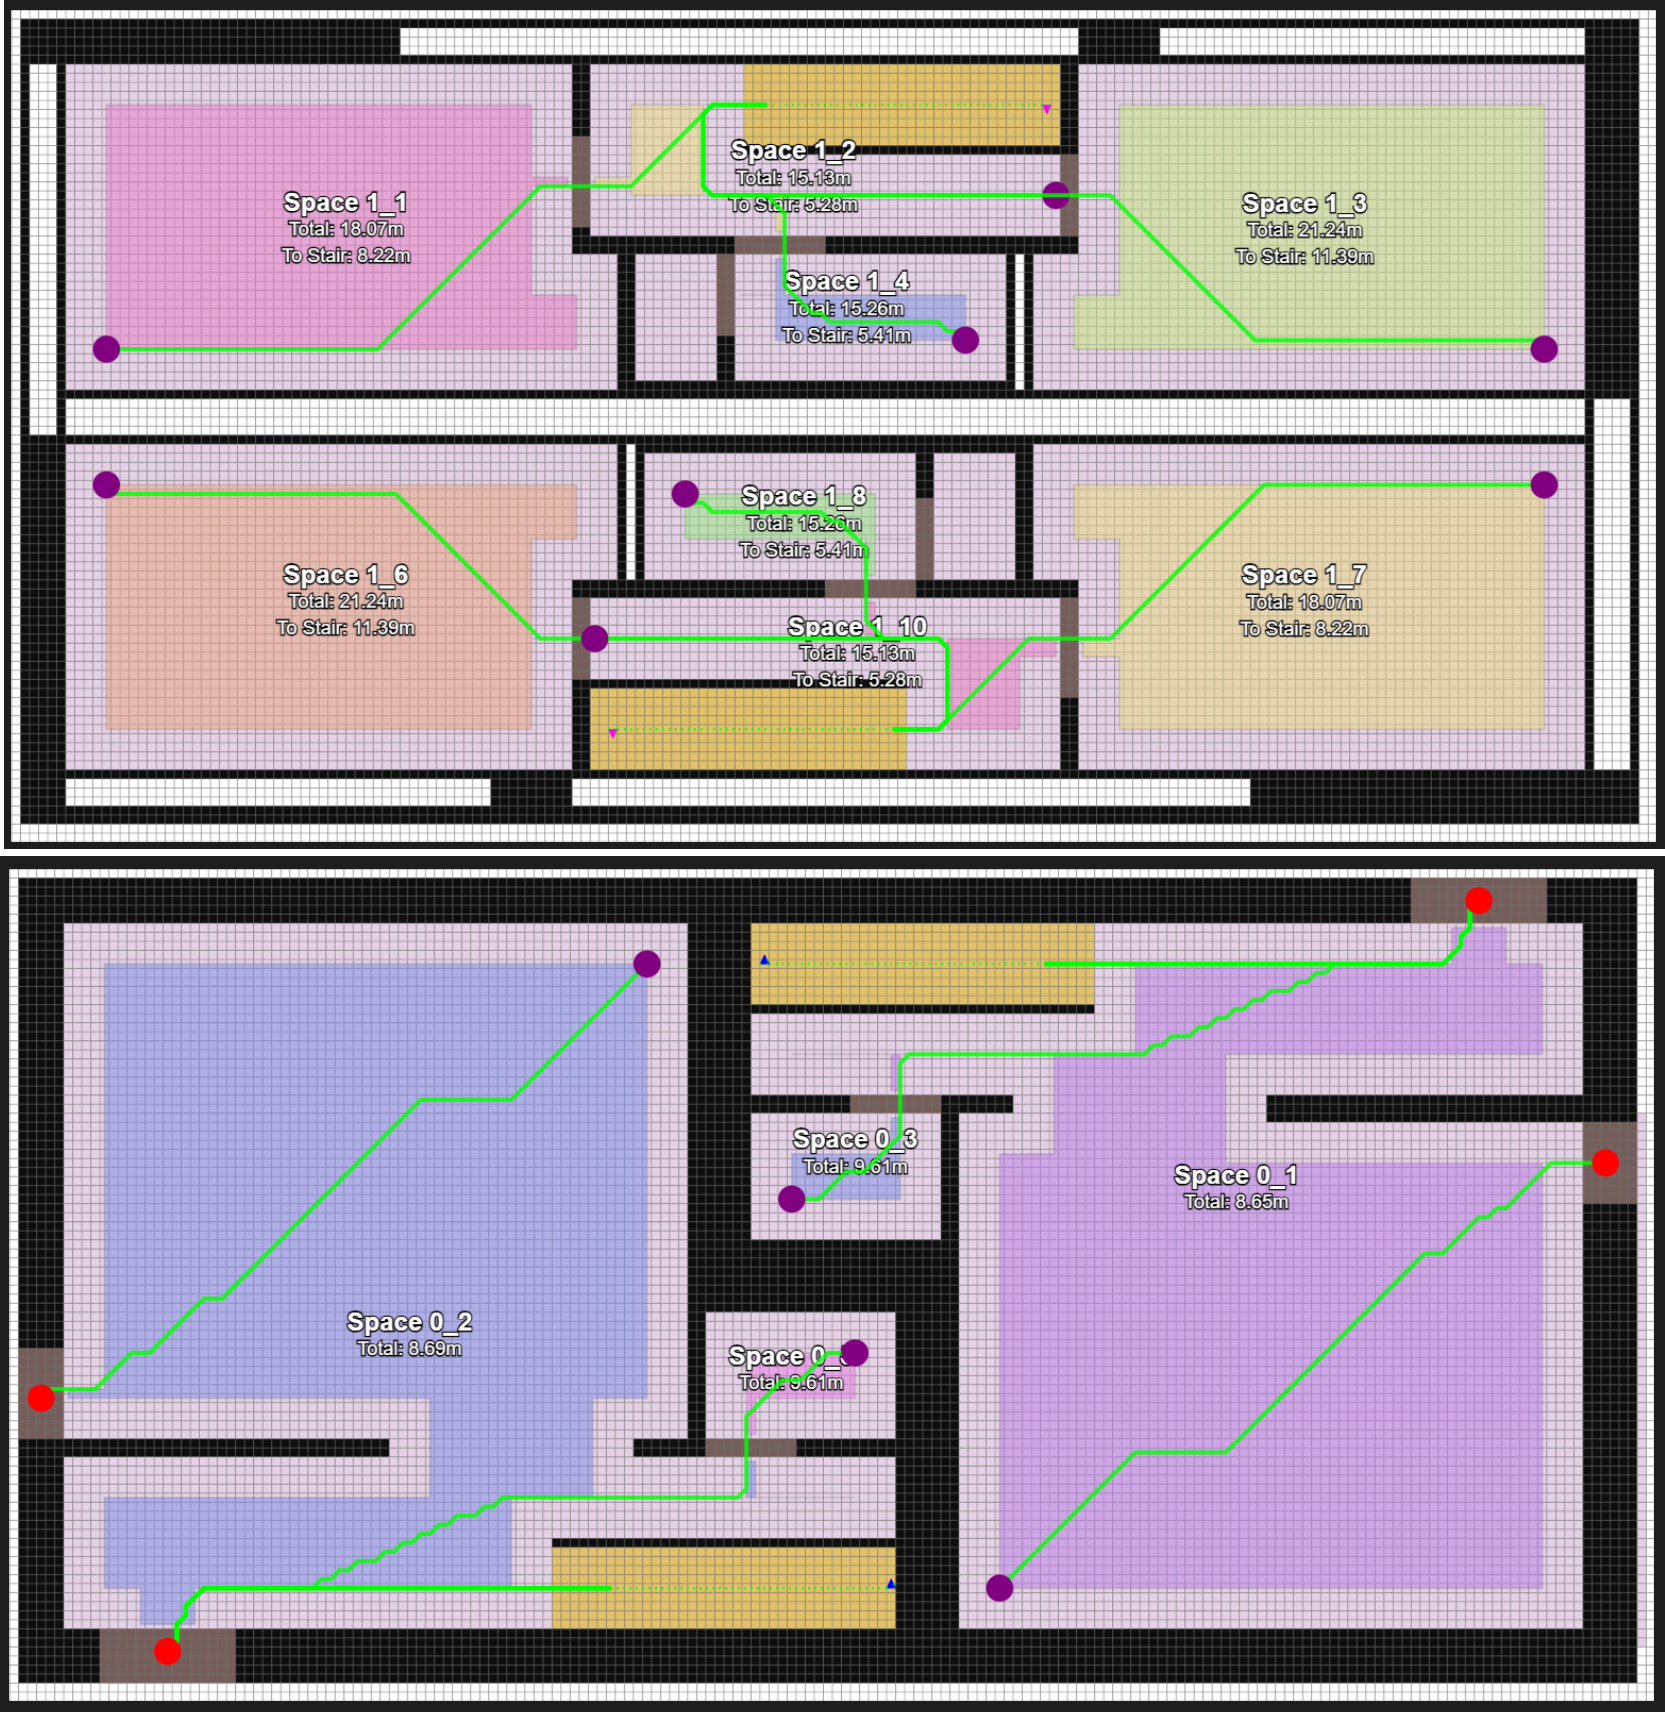 Space 1_2
Total: 15.13m
To Stair: 5.28m
Space 1_1
Total: 18.07m
To Stair: 8.22m
Space 1_3
Total: 21.24m
To Stair: 11.39m
Space 1_4
Total: 15.26m
To Stair: 5.41m
Space 1_8
Total: 15.26m
To Stair: 5.41m
Space 1_6
Total: 21.24m
To Stair: 11.39m
Space 1_7
Total: 18.07m
To Stair: 8.22m
Space 1_10
Total: 15.13m
To Stair: 5.28m
Space 0_3
Total: 9.61m
Space 0_1
Total: 8.65m
Space 0_2
Total: 8.69m
Space
Total: 9.61m